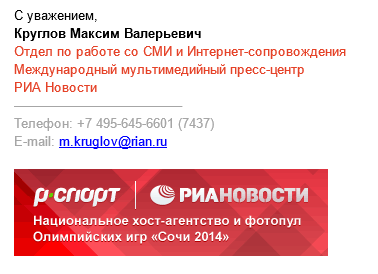 С уважением,
Круглов Максим Валерьевич
Отдел по работе со СМИ и Интернет-сопровождения
Международный мультимедийный пресс-центр
РИА Новости
Телефон: +7 495-645-6601 (7437)
E-mail: m.kruglov@rian.ru
Р-СПОРТ РИАНОВОСТИ
Национальное хост-агентство и фотопул
Олимпийских игр «Сочи 2014»